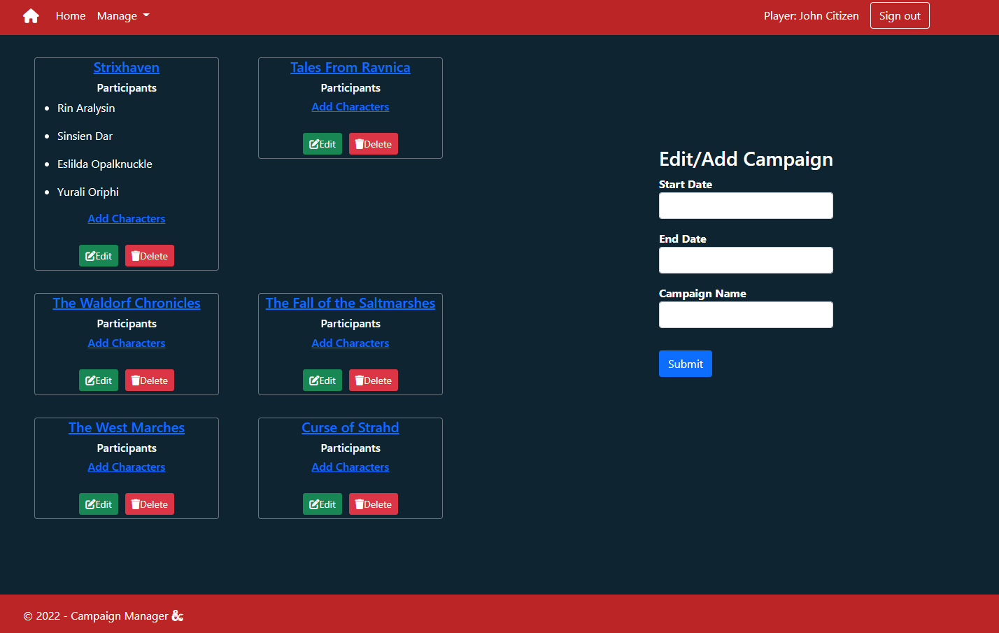 Home Manage Player: John Citizen Sign out
Strixhaven
Participants
• Rin Aralysin
• Sinsien Dar
• Eslilda Opalknuckle
• Yurali Oriphi
Add Characters
Edit Delete
Tales From Ravnica
Participants
Add Characters
Edit Delete
The Waldorf Chronicles
Participants
Add Characters
Edit Delete
The Fall of the Saltmarshes
Participants
Add Characters
Edit Delete
The West Marches
Participants
Add Characters
Edit Delete
Curse of Strahd
Participants
Add Characters
Edit Delete
Edit/Add Campaign
Start Date
End Date
Campaign Name
Submit
© 2022 - Campaign Manager